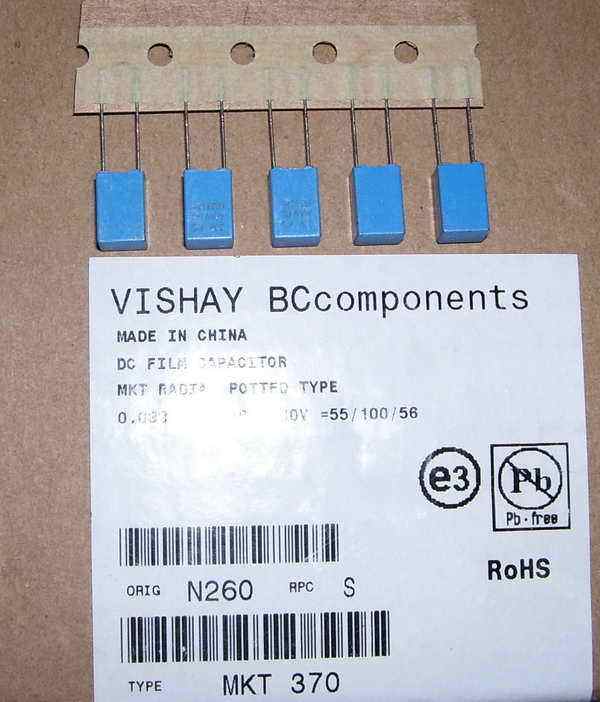 VISHAY BCcomponents
MADE IN CHINA
DC FILM CAPACITOR
MKT POTTED TYPE
=55/100/56
e3
Pb
Pb-free
RoHS
ORIG N260 RPC S
TYPE MKT 370